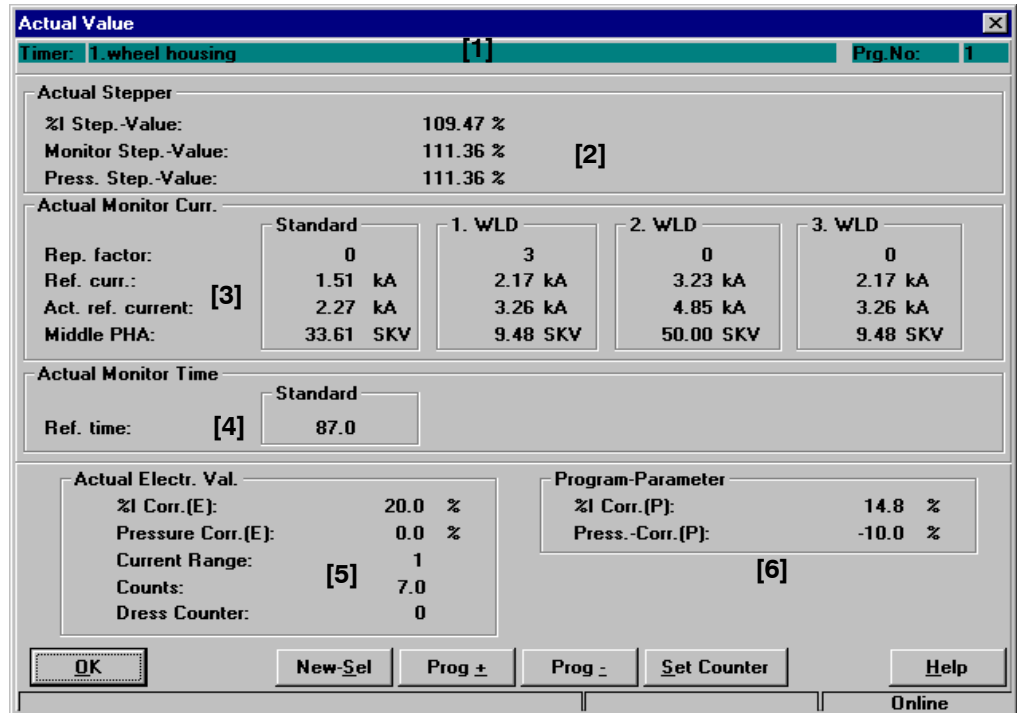 Actual Value
Timer: 1.wheel housing [1] Prg.No: 1
Actual Stepper
%I Step.-Value: 109.47 %
Monitor Step.-Value: 111.36 % [2]
Press. Step.-Value: 111.36 %
Actual Monitor Curr.
Standard 1. WLD 2. WLD 3. WLD
Rep. factor: 0 3 0 0
Ref. curr.: 1.51 kA 2.17 kA 3.23 kA 2.17 kA
[3]
Act. ref. current: 2.27 kA 3.26 kA 4.85 kA 3.26 kA
Middle PHA: 33.61 SKV 9.48 SKV 50.00 SKV 9.48 SKV
Actual Monitor Time
Standard
Ref. time: [4] 87.0
Actual Electr. Val. Program-Parameter
%I Corr.(E): 20.0 % %I Corr.(P): 14.8 %
Pressure Corr.(E): 0.0 % Press.-Corr.(P): -10.0 %
Current Range: 1 [6]
[5]
Counts: 7.0
Dress Counter: 0
OK New-Sel Prog + Prog - Set Counter Help
Online